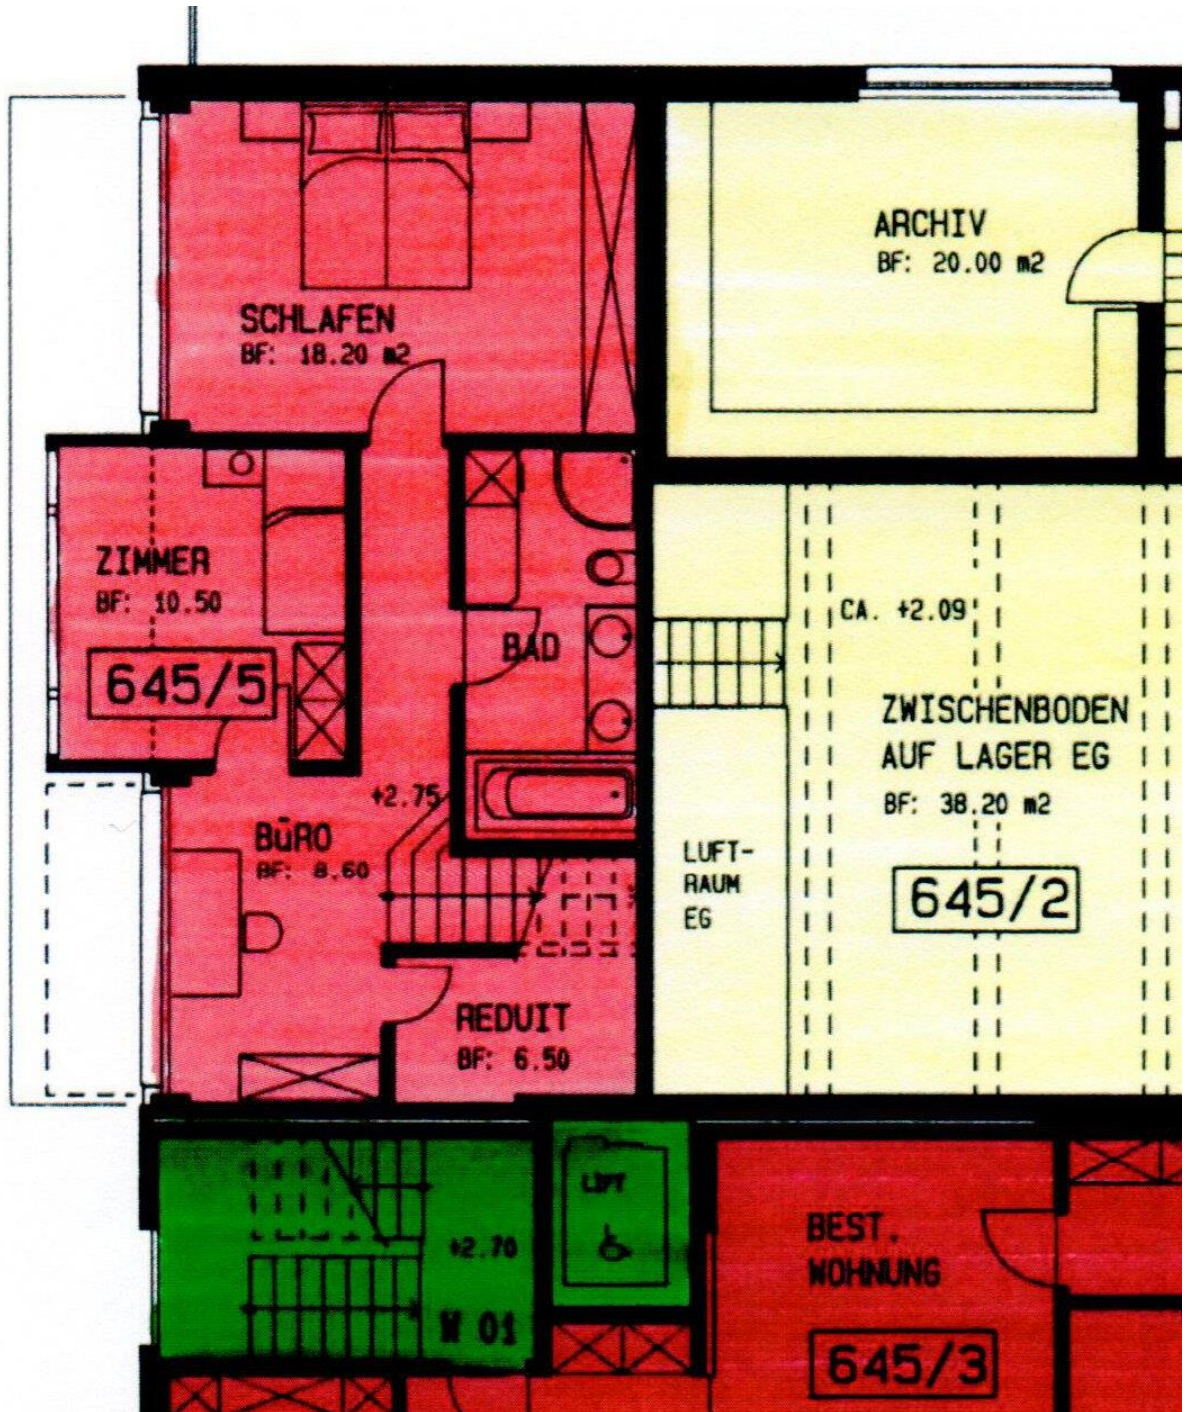 ARCHIV
BF: 20.00 m2
SCHLAFEN
BF: 18.20 m2
ZIMMER
BF: 10.50
645/5
BAD
CA. +2.09
ZWISCHENBODEN
AUF LAGER EG
BF: 38.20 m2
645/2
+2.75
BüRO
BF: 8.60
LUFT-
RAUM
EG
REDUIT
BF: 6.50
LIFT
+2.70
W 01
BEST.
WOHNUNG
645/3